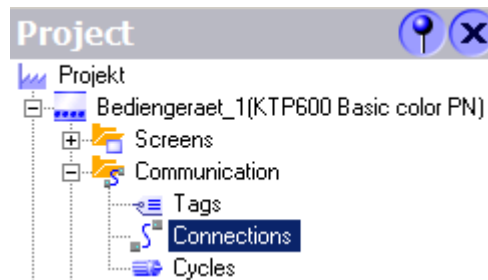 Project
Projekt
Bediengeraet_1(KTP600 Basic color PN)
Screens
Communication
Tags
Connections
Cycles